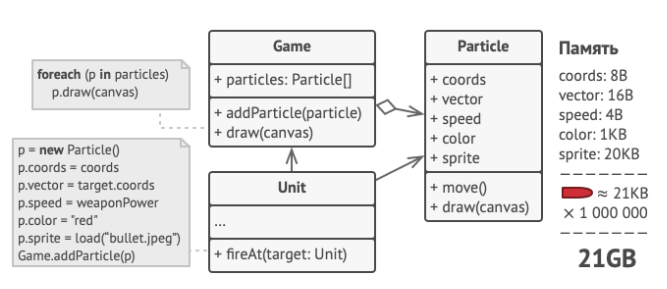 foreach (p in particles)
p.draw(canvas)
p = new Particle()
p.coords = coords
p.vector = target.coords
p.speed = weaponPower
p.color = "red"
p.sprite = load("bullet.jpeg")
Game.addParticle(p)
Game
+ particles: Particle[]
+ addParticle(particle)
+ draw(canvas)
Unit
...
+ fireAt(target: Unit)
Particle
+ coords
+ vector
+ speed
+ color
+ sprite
+ move()
+ draw(canvas)
Память
coords: 8B
vector: 16B
speed: 4B
color: 1KB
sprite: 20KB
≈ 21KB
× 1 000 000
21GB